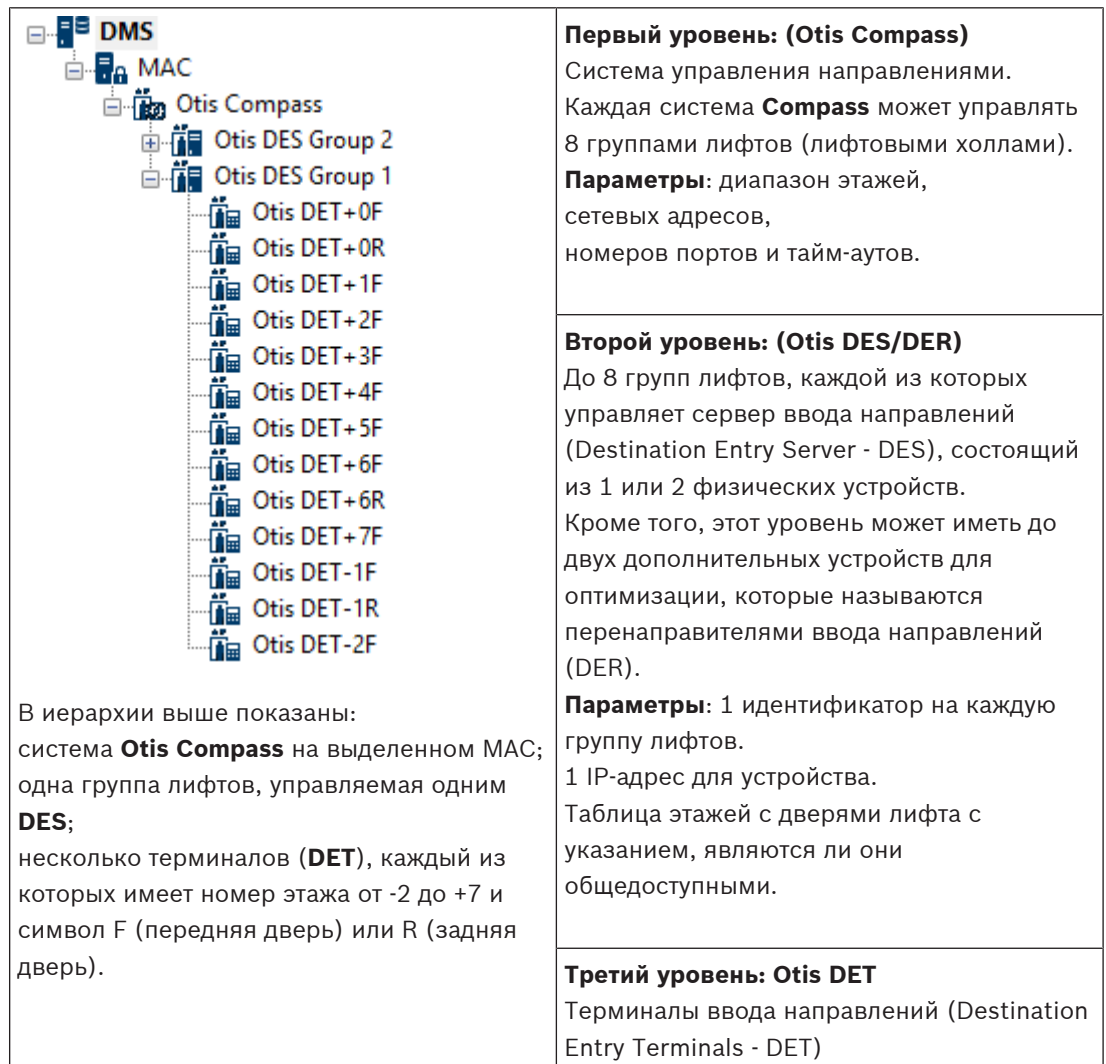 DMS
MAC
Otis Compass
Otis DES Group 2
Otis DES Group 1
Otis DET+0F
Otis DET+0R
Otis DET+1F
Otis DET+2F
Otis DET+3F
Otis DET+4F
Otis DET+5F
Otis DET+6F
Otis DET+6R
Otis DET+7F
Otis DET-1F
Otis DET-1R
Otis DET-2F
В иерархии выше показаны:
система Otis Compass на выделенном MAC;
одна группа лифтов, управляемая одним
DES;
несколько терминалов (DET), каждый из
которых имеет номер этажа от -2 до +7 и
символ F (передняя дверь) или R (задняя
дверь).
Первый уровень: (Otis Compass)
Система управления направлениями.
Каждая система Compass может управлять
8 группами лифтов (лифтовыми холлами).
Параметры: диапазон этажей,
сетевых адресов,
номеров портов и тайм-аутов.
Второй уровень: (Otis DES/DER)
До 8 групп лифтов, каждой из которых
управляет сервер ввода направлений
(Destination Entry Server - DES), состоящий
из 1 или 2 физических устройств.
Кроме того, этот уровень может иметь до
двух дополнительных устройств для
оптимизации, которые называются
перенаправителями ввода направлений
(DER).
Параметры: 1 идентификатор на каждую
группу лифтов.
1 IP-адрес для устройства.
Таблица этажей с дверями лифта с
указанием, являются ли они
общедоступными.
Третий уровень: Otis DET
Терминалы ввода направлений (Destination
Entry Terminals - DET)